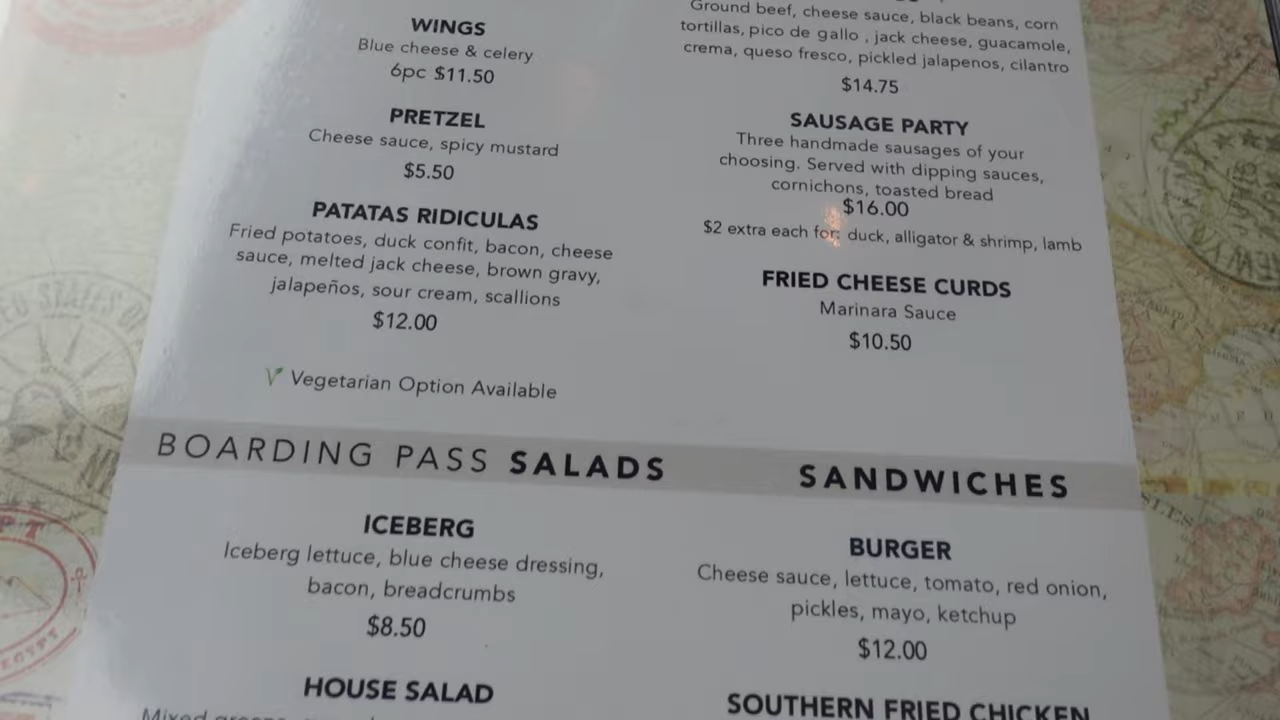 WINGS
Blue cheese & celery
6pc $11.50
PRETZEL
Cheese sauce, spicy mustard
$5.50
PATATAS RIDICULAS
Fried potatoes, duck confit, bacon, cheese
sauce, melted jack cheese, brown gravy,
jalapeños, sour cream, scallions
$12.00
V Vegetarian Option Available
Ground beef, cheese sauce, black beans, corn
tortillas, pico de gallo , jack cheese, guacamole,
crema, queso fresco, pickled jalapenos, cilantro
$14.75
SAUSAGE PARTY
Three handmade sausages of your
choosing. Served with dipping sauces,
cornichons, toasted bread
$16.00
$2 extra each for: duck, alligator & shrimp, lamb
FRIED CHEESE CURDS
Marinara Sauce
$10.50
BOARDING PASS SALADS
ICEBERG
Iceberg lettuce, blue cheese dressing,
bacon, breadcrumbs
$8.50
HOUSE SALAD
Mixed
SANDWICHES
BURGER
Cheese sauce, lettuce, tomato, red onion,
pickles, mayo, ketchup
$12.00
SOUTHERN FRIED CHICKEN
EGYPT